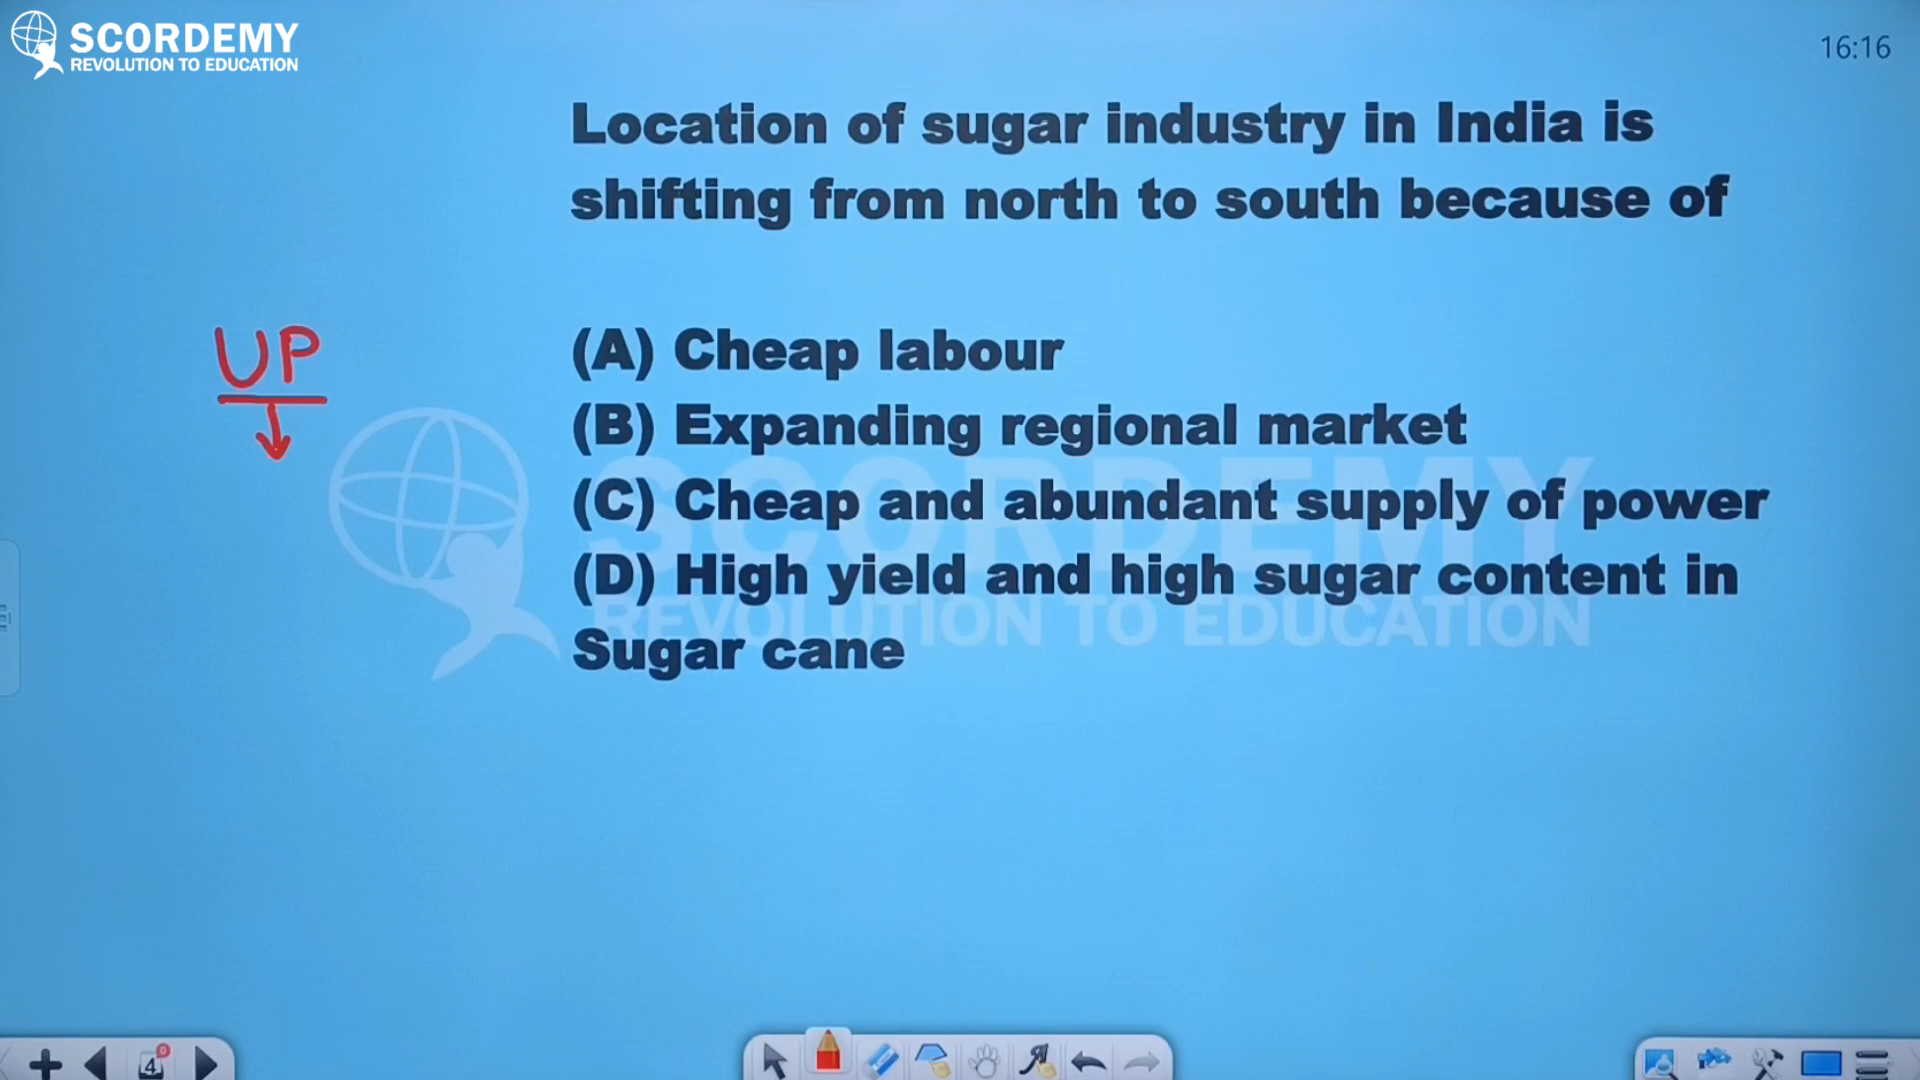 SCORDEMY
REVOLUTION TO EDUCATION
16:16
Location of sugar industry in India is
shifting from north to south because of
UP
(A) Cheap labour
(B) Expanding regional market
(C) Cheap and abundant supply of power
(D) High yield and high sugar content in
Sugar cane
SCORDEMY
REVOLUTION TO EDUCATION
4
0